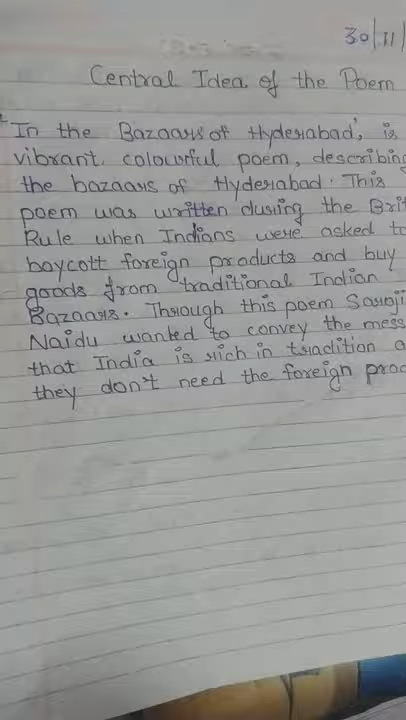 30/11
Central Idea of the Poem
'In the Bazaars of Hyderabad', is
vibrant, colourful poem, describing
the bazaars of Hyderabad. This
poem was written during the Brit
Rule when Indians were asked to
boycott foreign products and buy
goods from traditional Indian
Bazaars. Through this poem Saroji
Naidu wanted to convey the mess
that India is rich in tradition a
they don't need the foreign prod